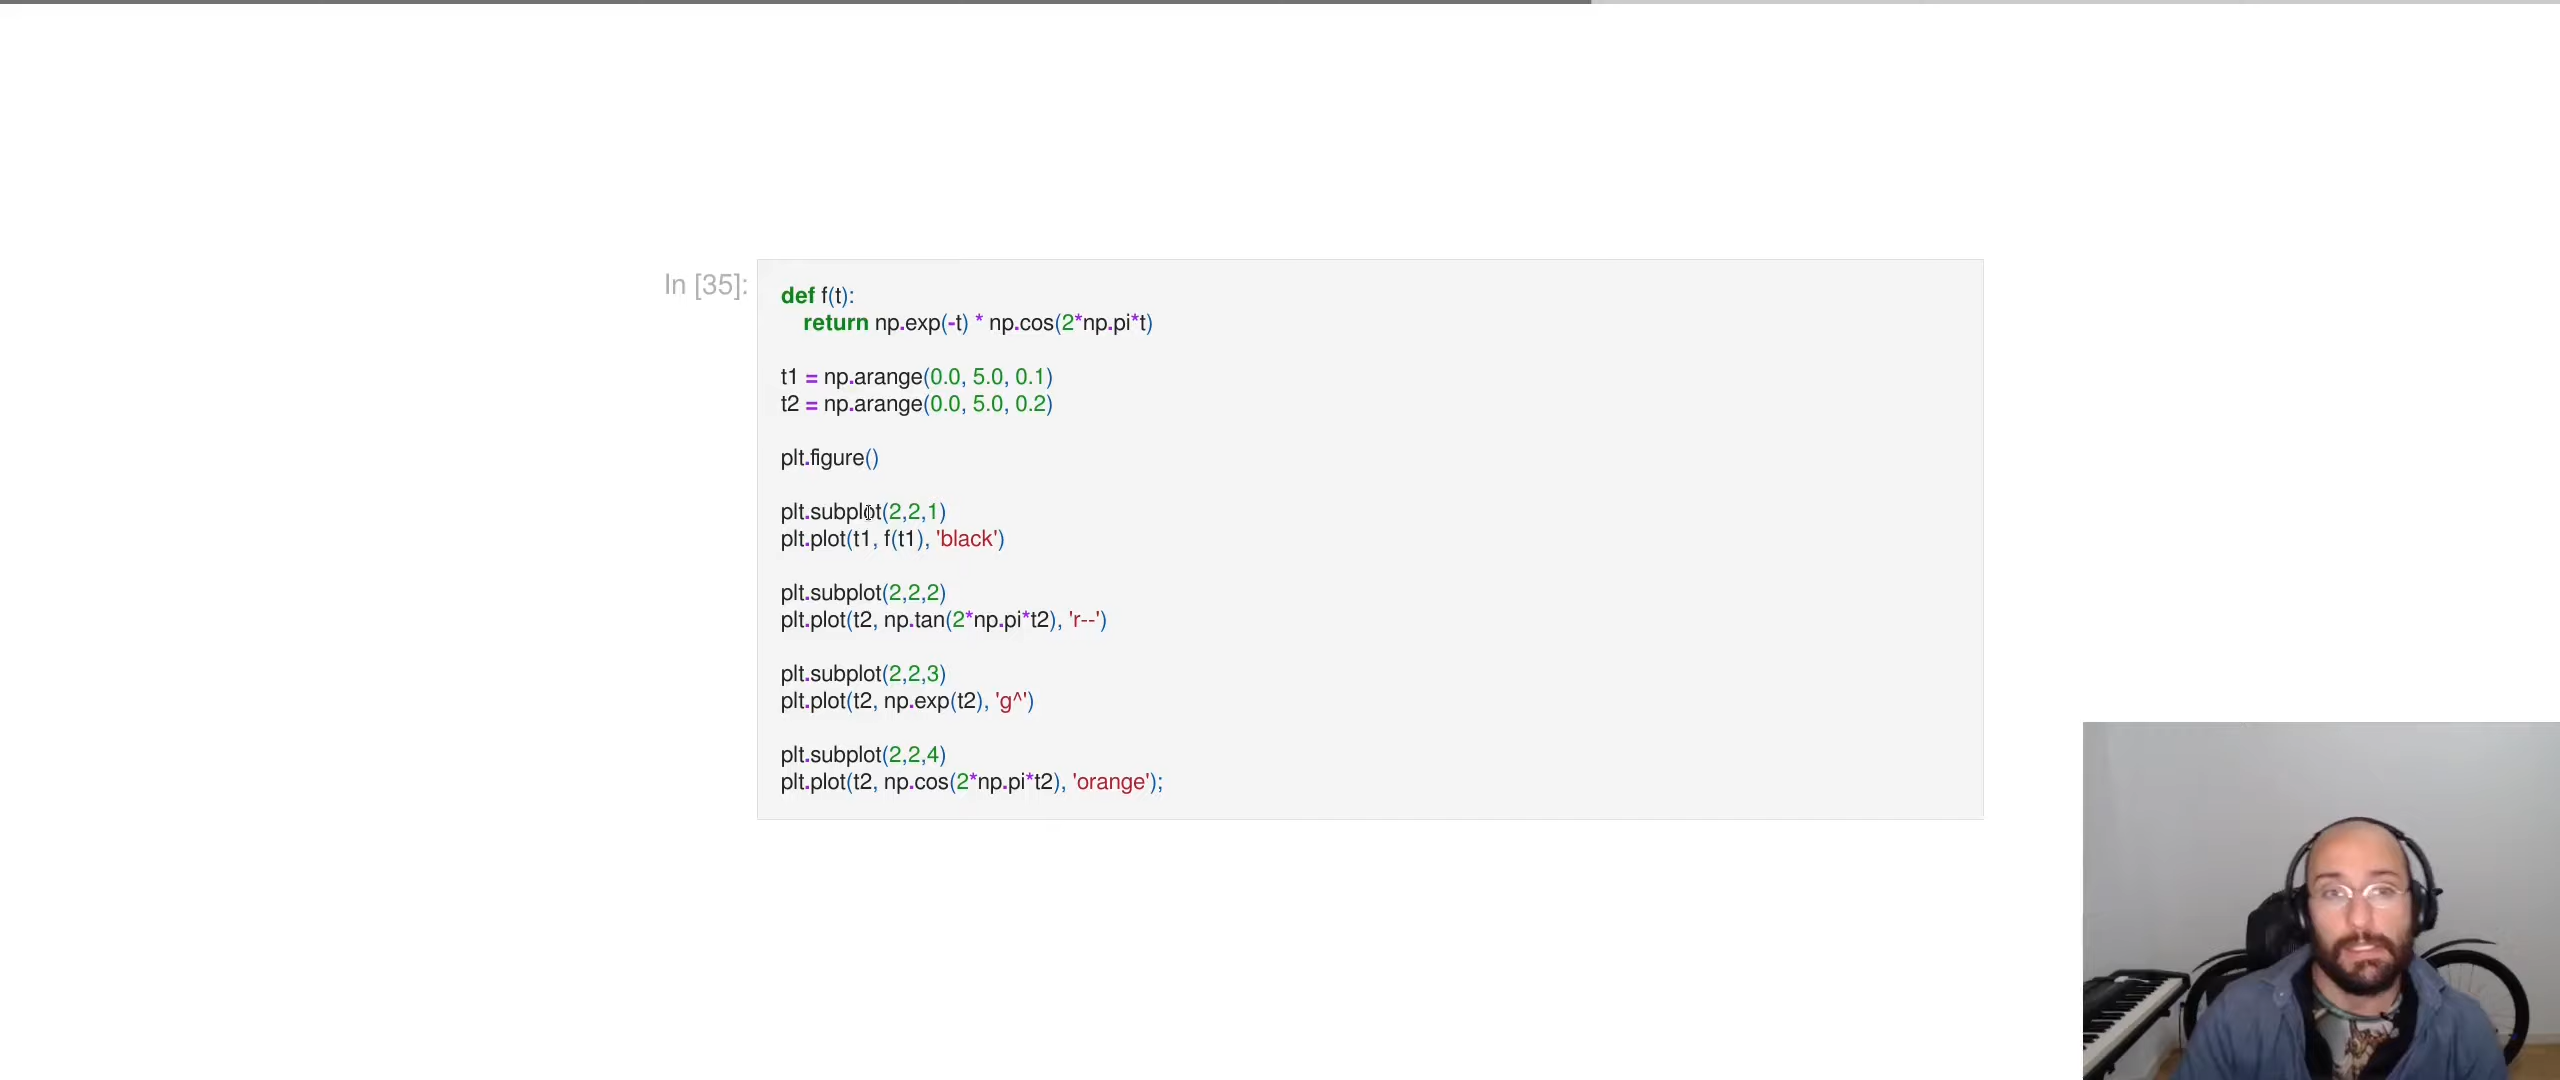 In [35]:
def f(t):
    return np.exp(-t) * np.cos(2*np.pi*t)

t1 = np.arange(0.0, 5.0, 0.1)
t2 = np.arange(0.0, 5.0, 0.2)

plt.figure()

plt.subplot(2,2,1)
plt.plot(t1, f(t1), 'black')

plt.subplot(2,2,2)
plt.plot(t2, np.tan(2*np.pi*t2), 'r--')

plt.subplot(2,2,3)
plt.plot(t2, np.exp(t2), 'g^')

plt.subplot(2,2,4)
plt.plot(t2, np.cos(2*np.pi*t2), 'orange');